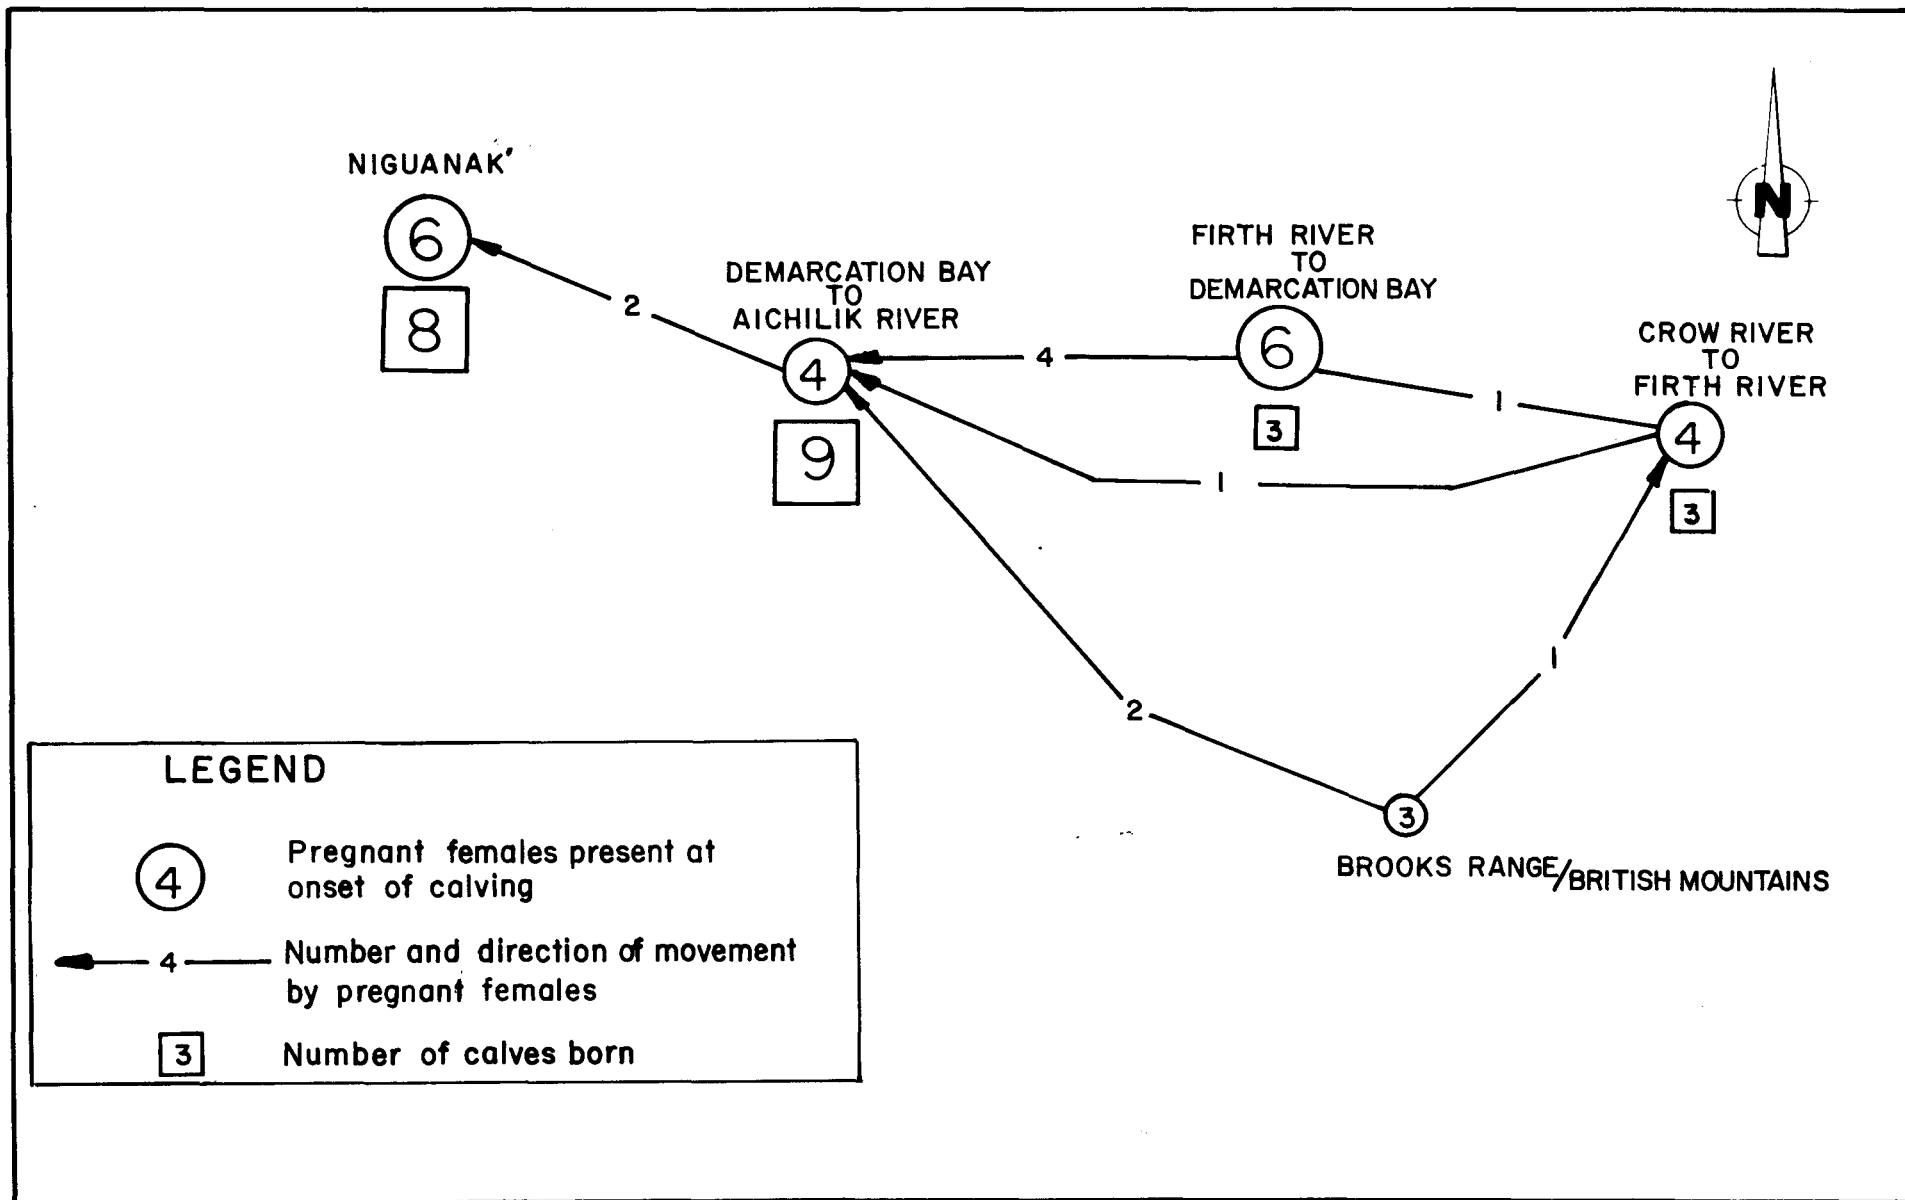 NIGUANAK'
6
8
2
DEMARCATION BAY
TO
AICHILIK RIVER
4
9
4
FIRTH RIVER
TO
DEMARCATION BAY
6
3
1
1
CROW RIVER
TO
FIRTH RIVER
4
3
N
2
1
3
BROOKS RANGE/BRITISH MOUNTAINS
LEGEND
4 Pregnant females present at
onset of calving
4 Number and direction of movement
by pregnant females
3 Number of calves born